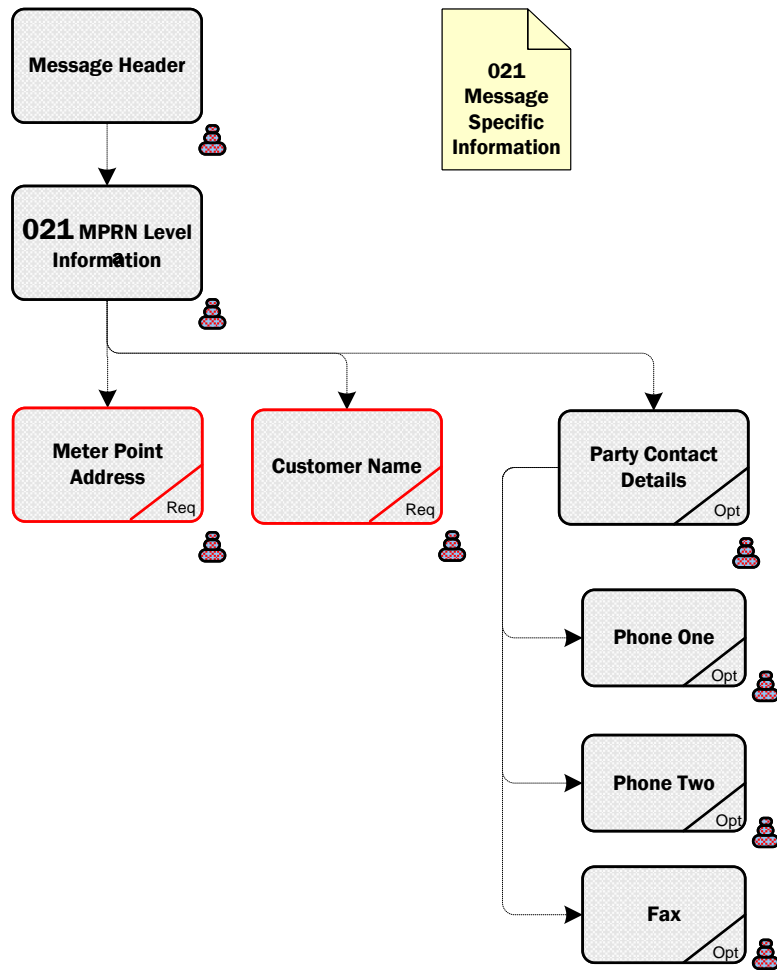 Message Header
021
Message
Specific
Information
021 MPRN Level
a
Information
Meter Point
Address
Req
Customer Name
Req
Party Contact
Details
Opt
Phone One
Opt
Phone Two
Opt
Fax
Opt